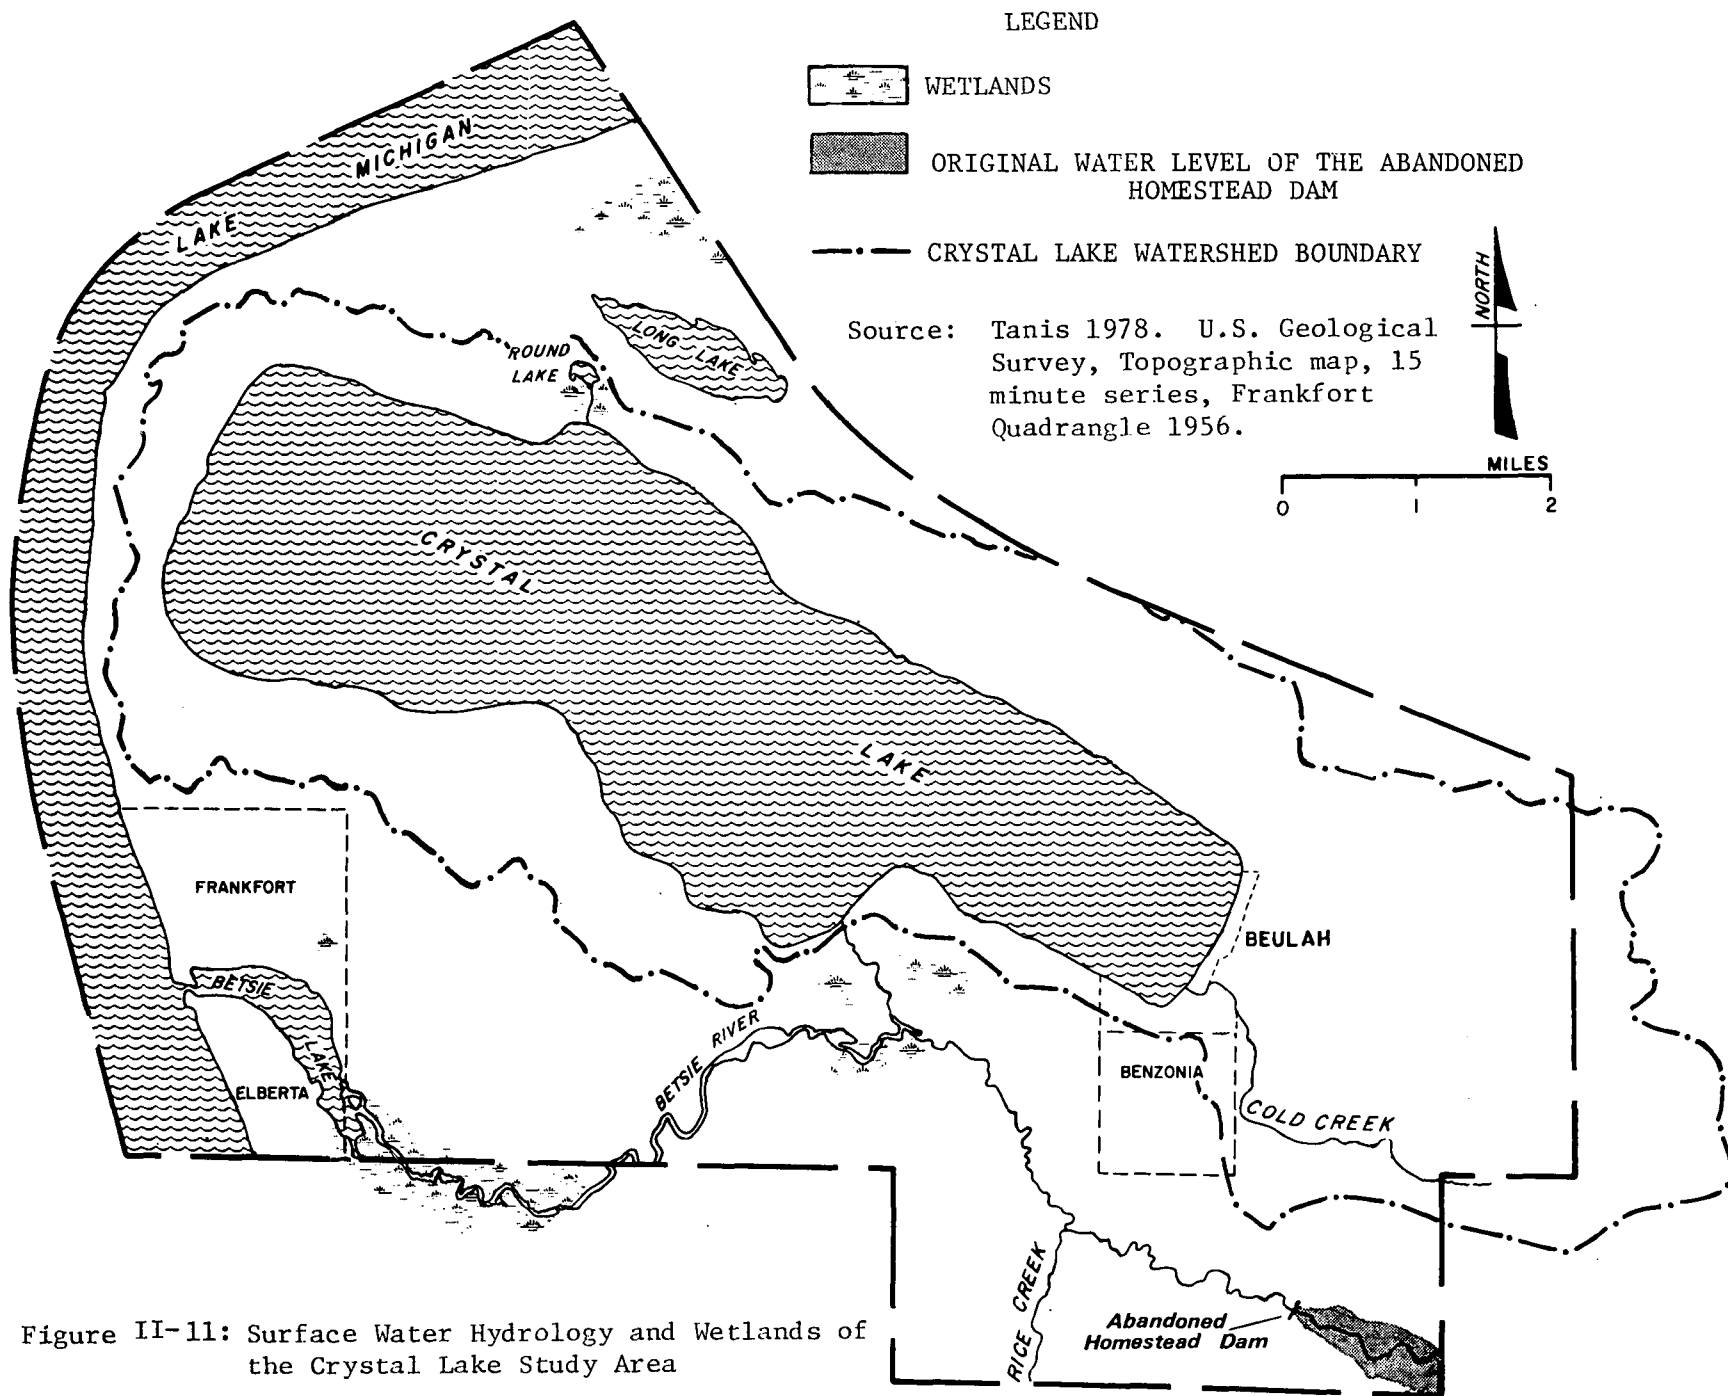 LEGEND
WETLANDS
ORIGINAL WATER LEVEL OF THE ABANDONED
HOMESTEAD DAM
CRYSTAL LAKE WATERSHED BOUNDARY
NORTH
Source: Tanis 1978. U.S. Geological
Survey, Topographic map, 15
minute series, Frankfort
Quadrangle 1956.
MILES
0 1 2
LAKE MICHIGAN
ROUND
LAKE
LONG LAKE
CRYSTAL LAKE
FRANKFORT
BETSIE LAKE
ELBERTA
BETSIE RIVER
BEULAH
BENZONIA
COLD CREEK
RICE CREEK
Abandoned
Homestead Dam
Figure II-11: Surface Water Hydrology and Wetlands of
the Crystal Lake Study Area